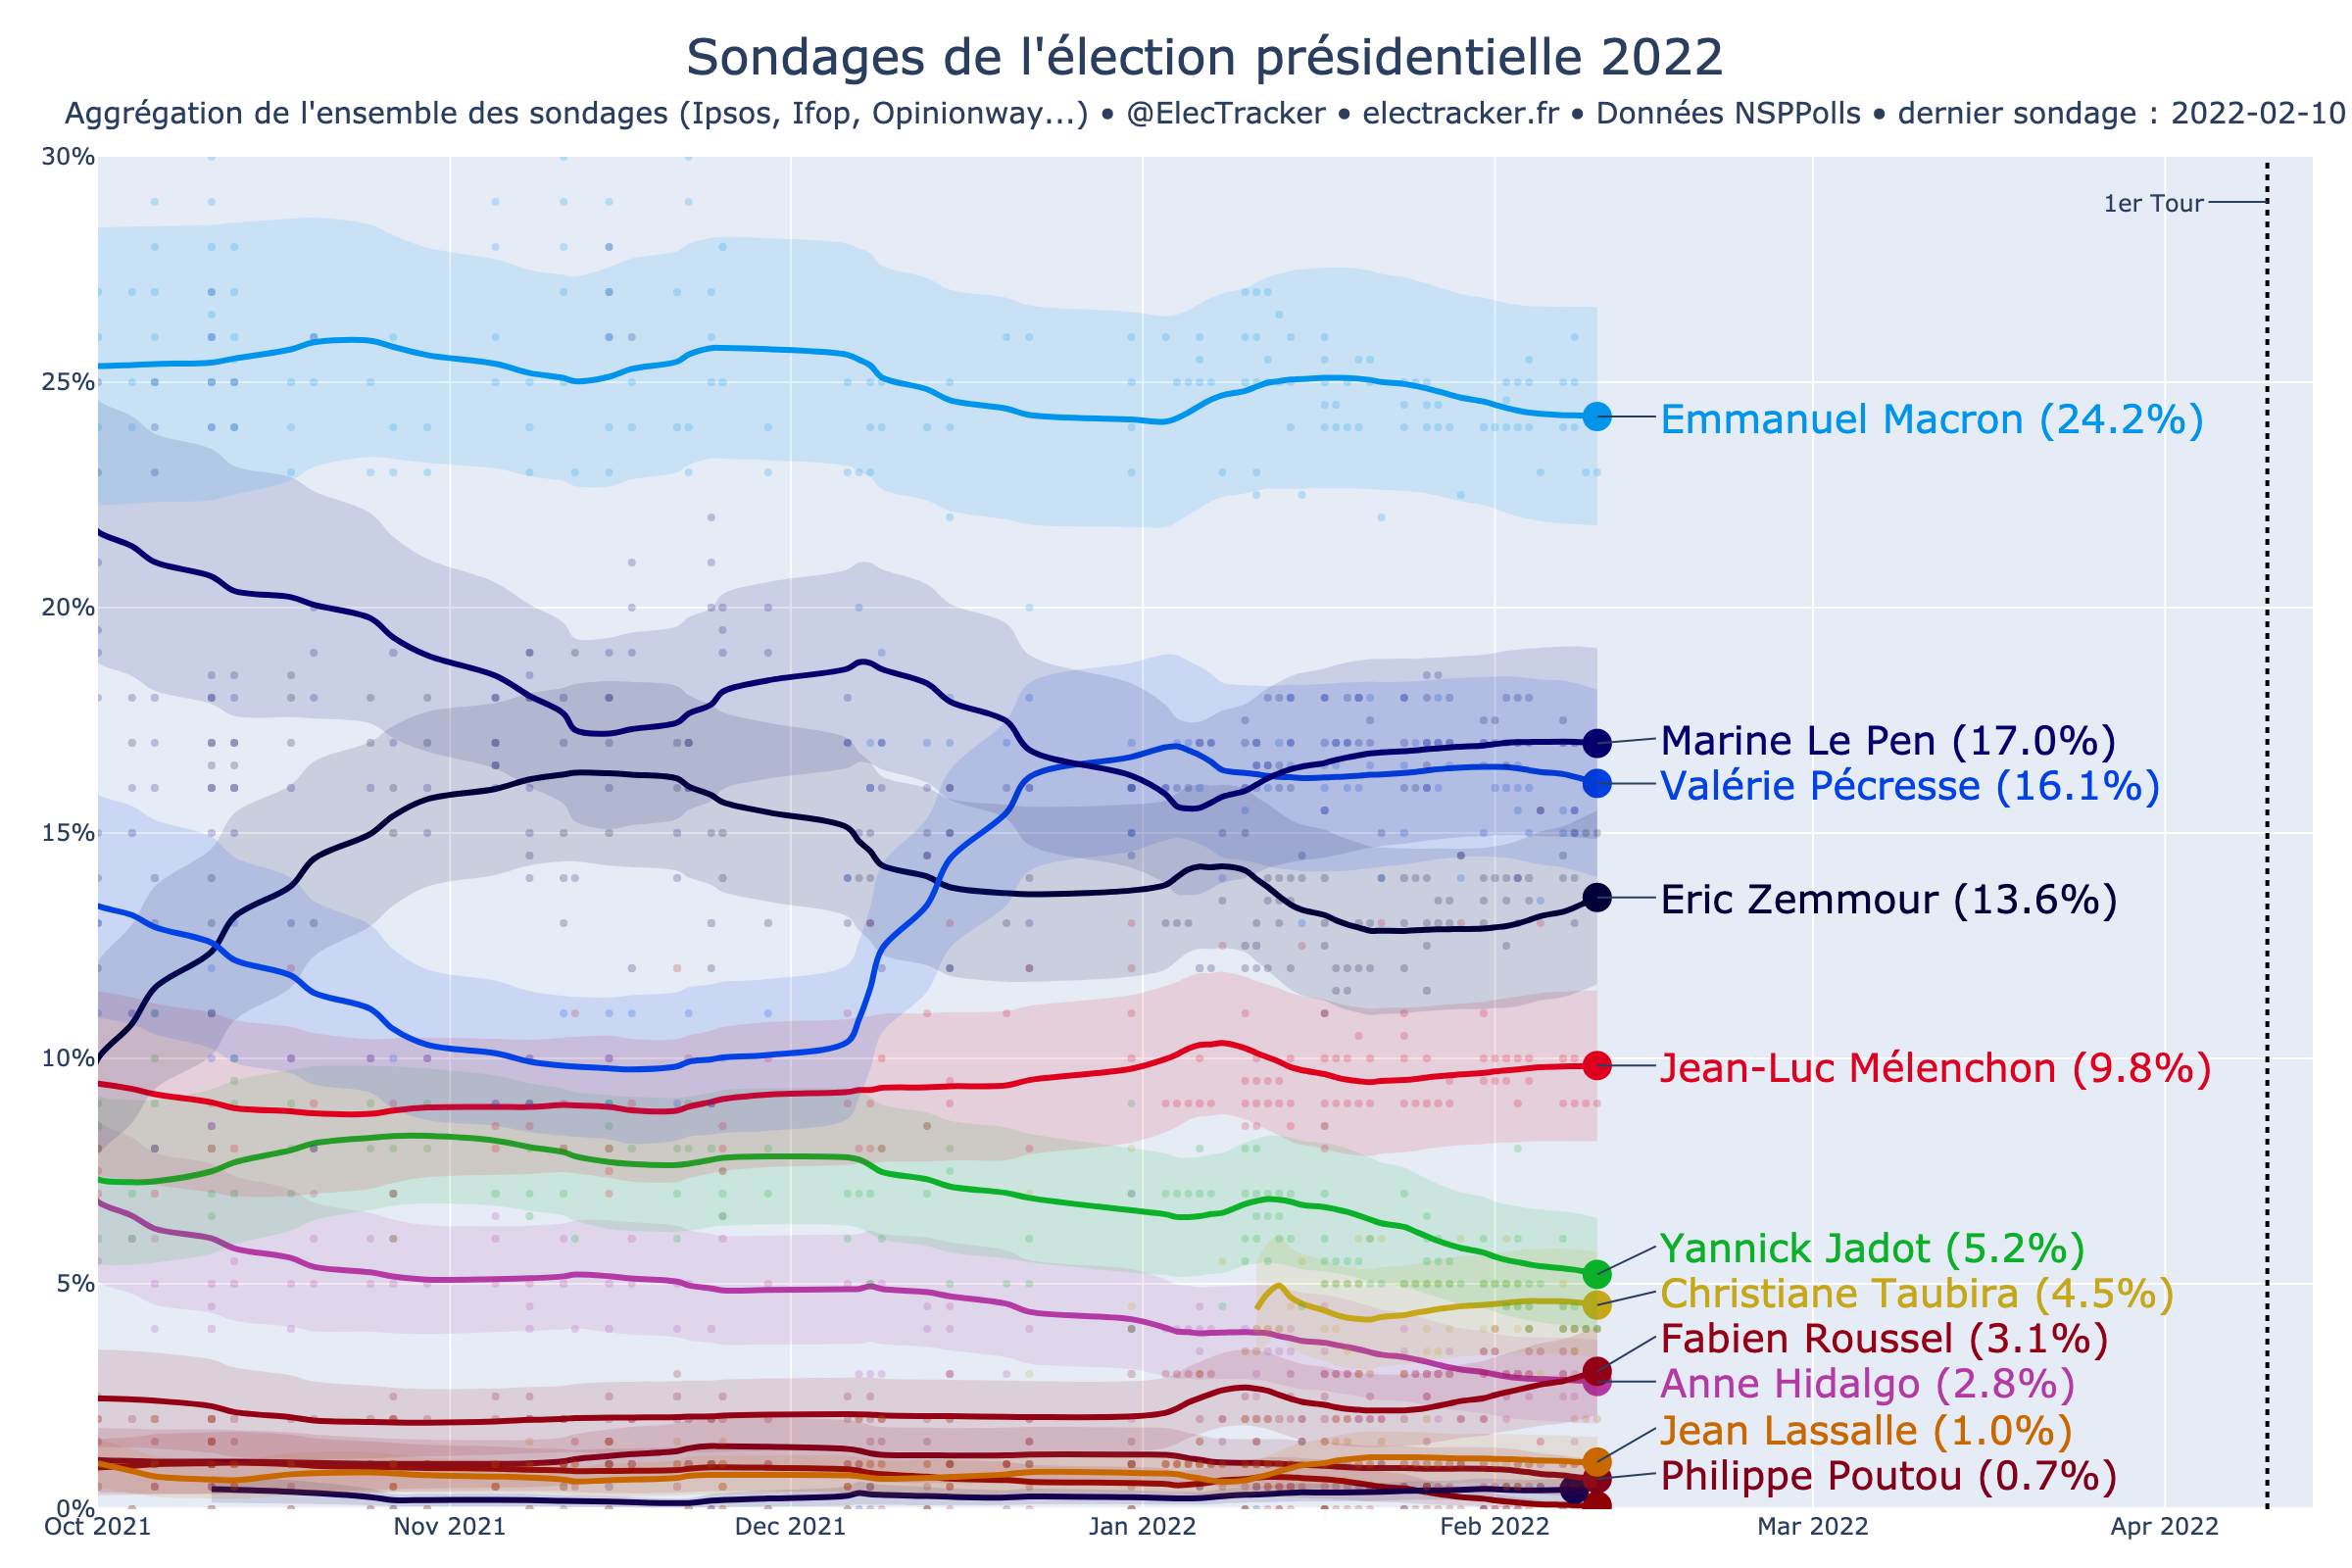 Sondages de l'élection présidentielle 2022
Aggrégation de l'ensemble des sondages (Ipsos, Ifop, Opinionway...) • @ElecTracker • electracker.fr • Données NSPPolls • dernier sondage : 2022-02-10
30%
1er Tour
25%
Emmanuel Macron (24.2%)
20%
Marine Le Pen (17.0%)
Valérie Pécresse (16.1%)
15%
Eric Zemmour (13.6%)
10%
Jean-Luc Mélenchon (9.8%)
Yannick Jadot (5.2%)
5%
Christiane Taubira (4.5%)
Fabien Roussel (3.1%)
Anne Hidalgo (2.8%)
Jean Lassalle (1.0%)
Philippe Poutou (0.7%)
0%
Oct 2021 Nov 2021 Dec 2021 Jan 2022 Feb 2022 Mar 2022 Apr 2022